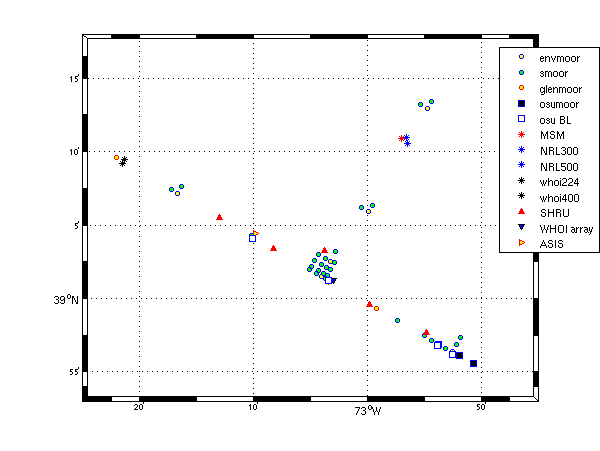 15'
10'
5'
39°N
55'
20'
10'
73°W
50'
envmoor
smoor
glenmoor
osumoor
osu BL
MSM
NRL300
NRL500
whoi224
whoi400
SHRU
WHOI array
ASIS